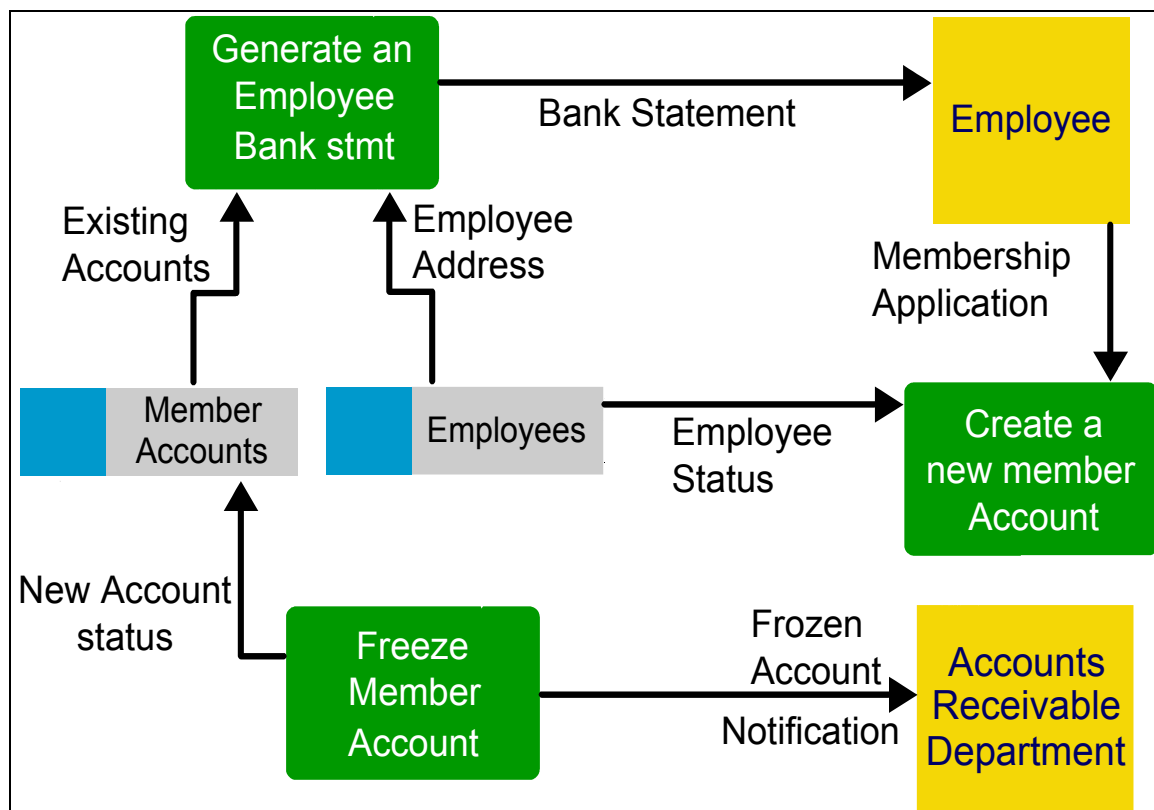 Generate an
Employee
Bank stmt
Bank Statement
Employee
Existing
Accounts
Employee
Address
Membership
Application
Member
Accounts
Employees
Employee
Status
Create a
new member
Account
New Account
status
Freeze
Member
Account
Frozen
Account
Notification
Accounts
Receivable
Department